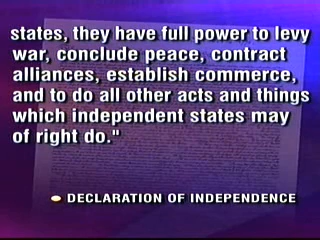 states, they have full power to levy
war, conclude peace, contract
alliances, establish commerce,
and to do all other acts and things
which independent states may
of right do."
DECLARATION OF INDEPENDENCE